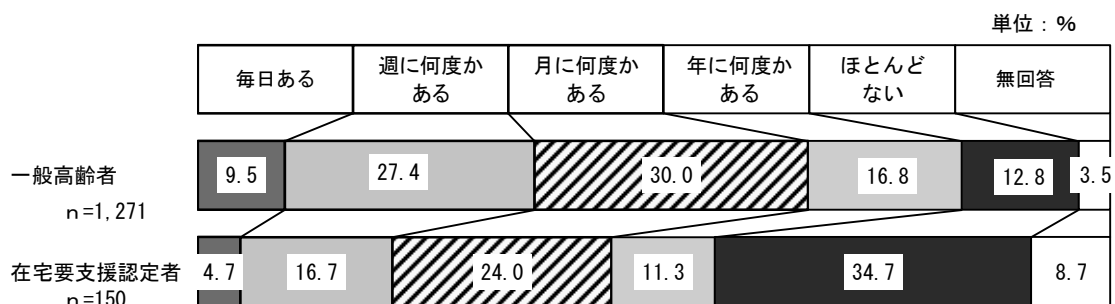 単位：%
毎日ある
週に何度か
ある
月に何度か
ある
年に何度か
ある
ほとんど
ない
無回答
一般高齢者
n=1,271
9.5
27.4
30.0
16.8
12.8
3.5
在宅要支援認定者
n=150
4.7
16.7
24.0
11.3
34.7
8.7